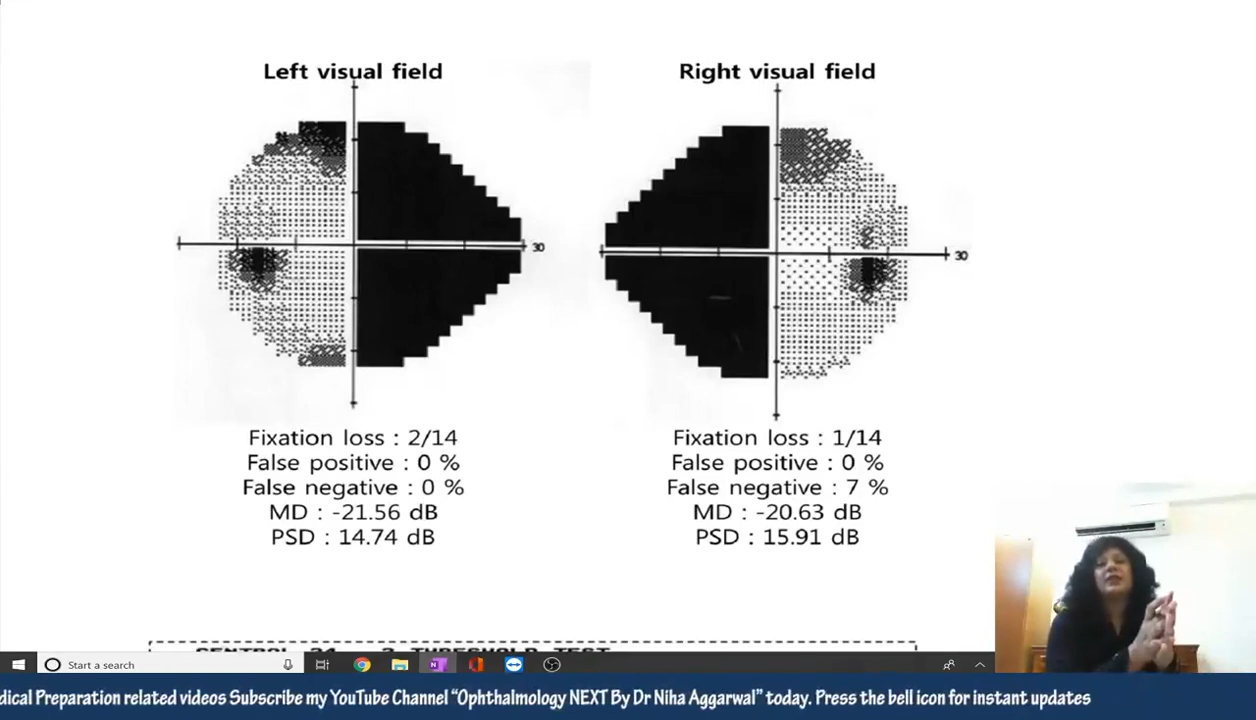 Left visual field
Right visual field
30
30
Fixation loss : 2/14
False positive : 0 %
False negative : 0 %
MD : -21.56 dB
PSD : 14.74 dB
Fixation loss : 1/14
False positive : 0 %
False negative : 7 %
MD : -20.63 dB
PSD : 15.91 dB
CENTRAL 24 - 2 THRESHOLD TEST
Start a search
dical Preparation related videos Subscribe my YouTube Channel “Ophthalmology NEXT By Dr Niha Aggarwal” today. Press the bell icon for instant updates